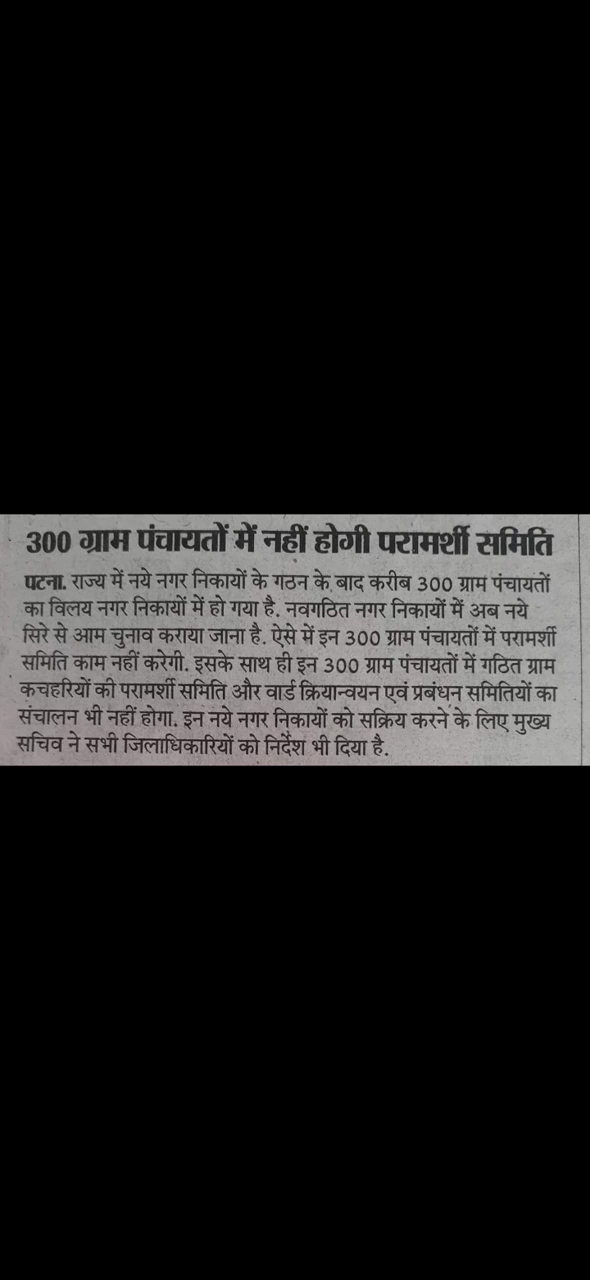 300 ग्राम पंचायतों में नहीं होगी परामर्शी समिति
पटना. राज्य में नये नगर निकायों के गठन के बाद करीब 300 ग्राम पंचायतों
का विलय नगर निकायों में हो गया है. नवगठित नगर निकायों में अब नये
सिरे से आम चुनाव कराया जाना है. ऐसे में इन 300 ग्राम पंचायतों में परामर्शी
समिति काम नहीं करेगी. इसके साथ ही इन 300 ग्राम पंचायतों में गठित ग्राम
कचहरियों की परामर्शी समिति और वार्ड क्रियान्वयन एवं प्रबंधन समितियों का
संचालन भी नहीं होगा. इन नये नगर निकायों को सक्रिय करने के लिए मुख्य
सचिव ने सभी जिलाधिकारियों को निर्देश भी दिया है.